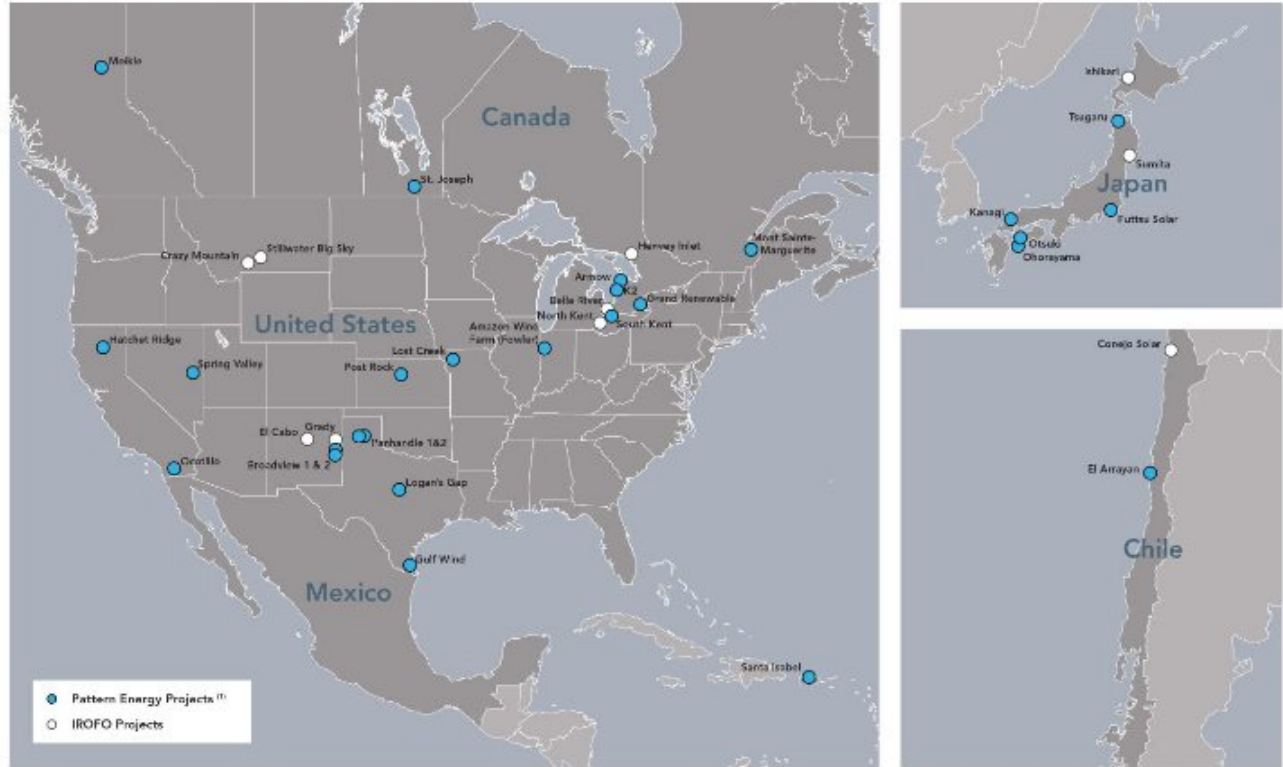 Meikle
Canada
St. Joseph
Crazy Mountain
Stillwater Big Sky
Henvey Inlet
Mont Sainte-
Marguerite
Armow
K2
Belle River
Grand Renewable
North Kent
South Kent
United States
Hatchet Ridge
Spring Valley
Lost Creek
Post Rock
Amazon Wind
Farm (Fowler)
El Cabo
Grady
Panhandle 1&2
Broadview 1 & 2
Ocotillo
Logan's Gap
Gulf Wind
Mexico
Santa Isabel
Pattern Energy Projects (1)
IROFO Projects
Ishikari
Tsugaru
Sumita
Japan
Kanagi
Futtsu Solar
Otsuki
Ohorayama
Conejo Solar
El Arrayan
Chile